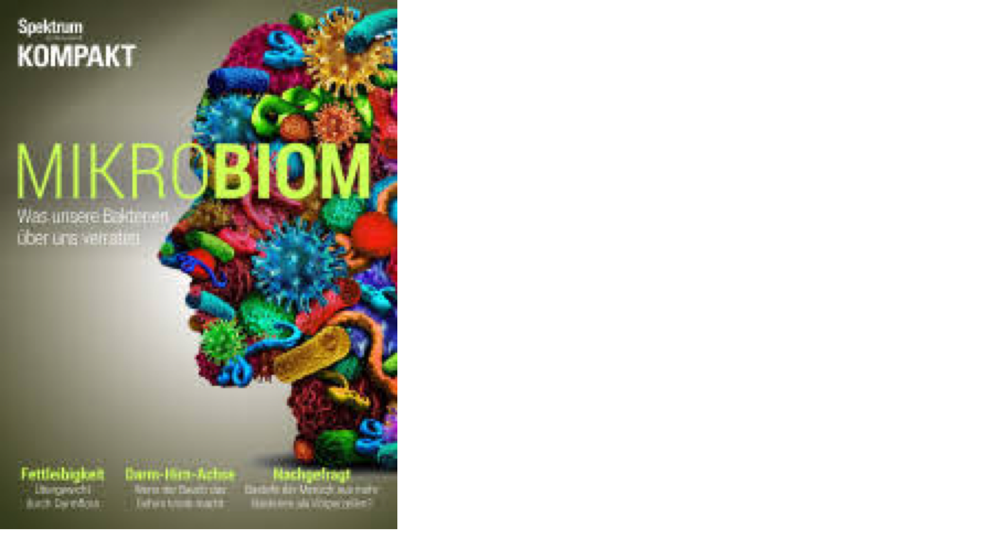 Spektrum
KOMPAKT
MIKROBIOM
Was unsere Bakterien
über uns verraten
Fettleibigkeit
Übergewicht
durch Darmflora
Darm-Hirn-Achse
Wenn der Bauch das
Gehirn krank macht
Nachgefragt
Besteht der Mensch aus mehr
Bakterien als Körperzellen?